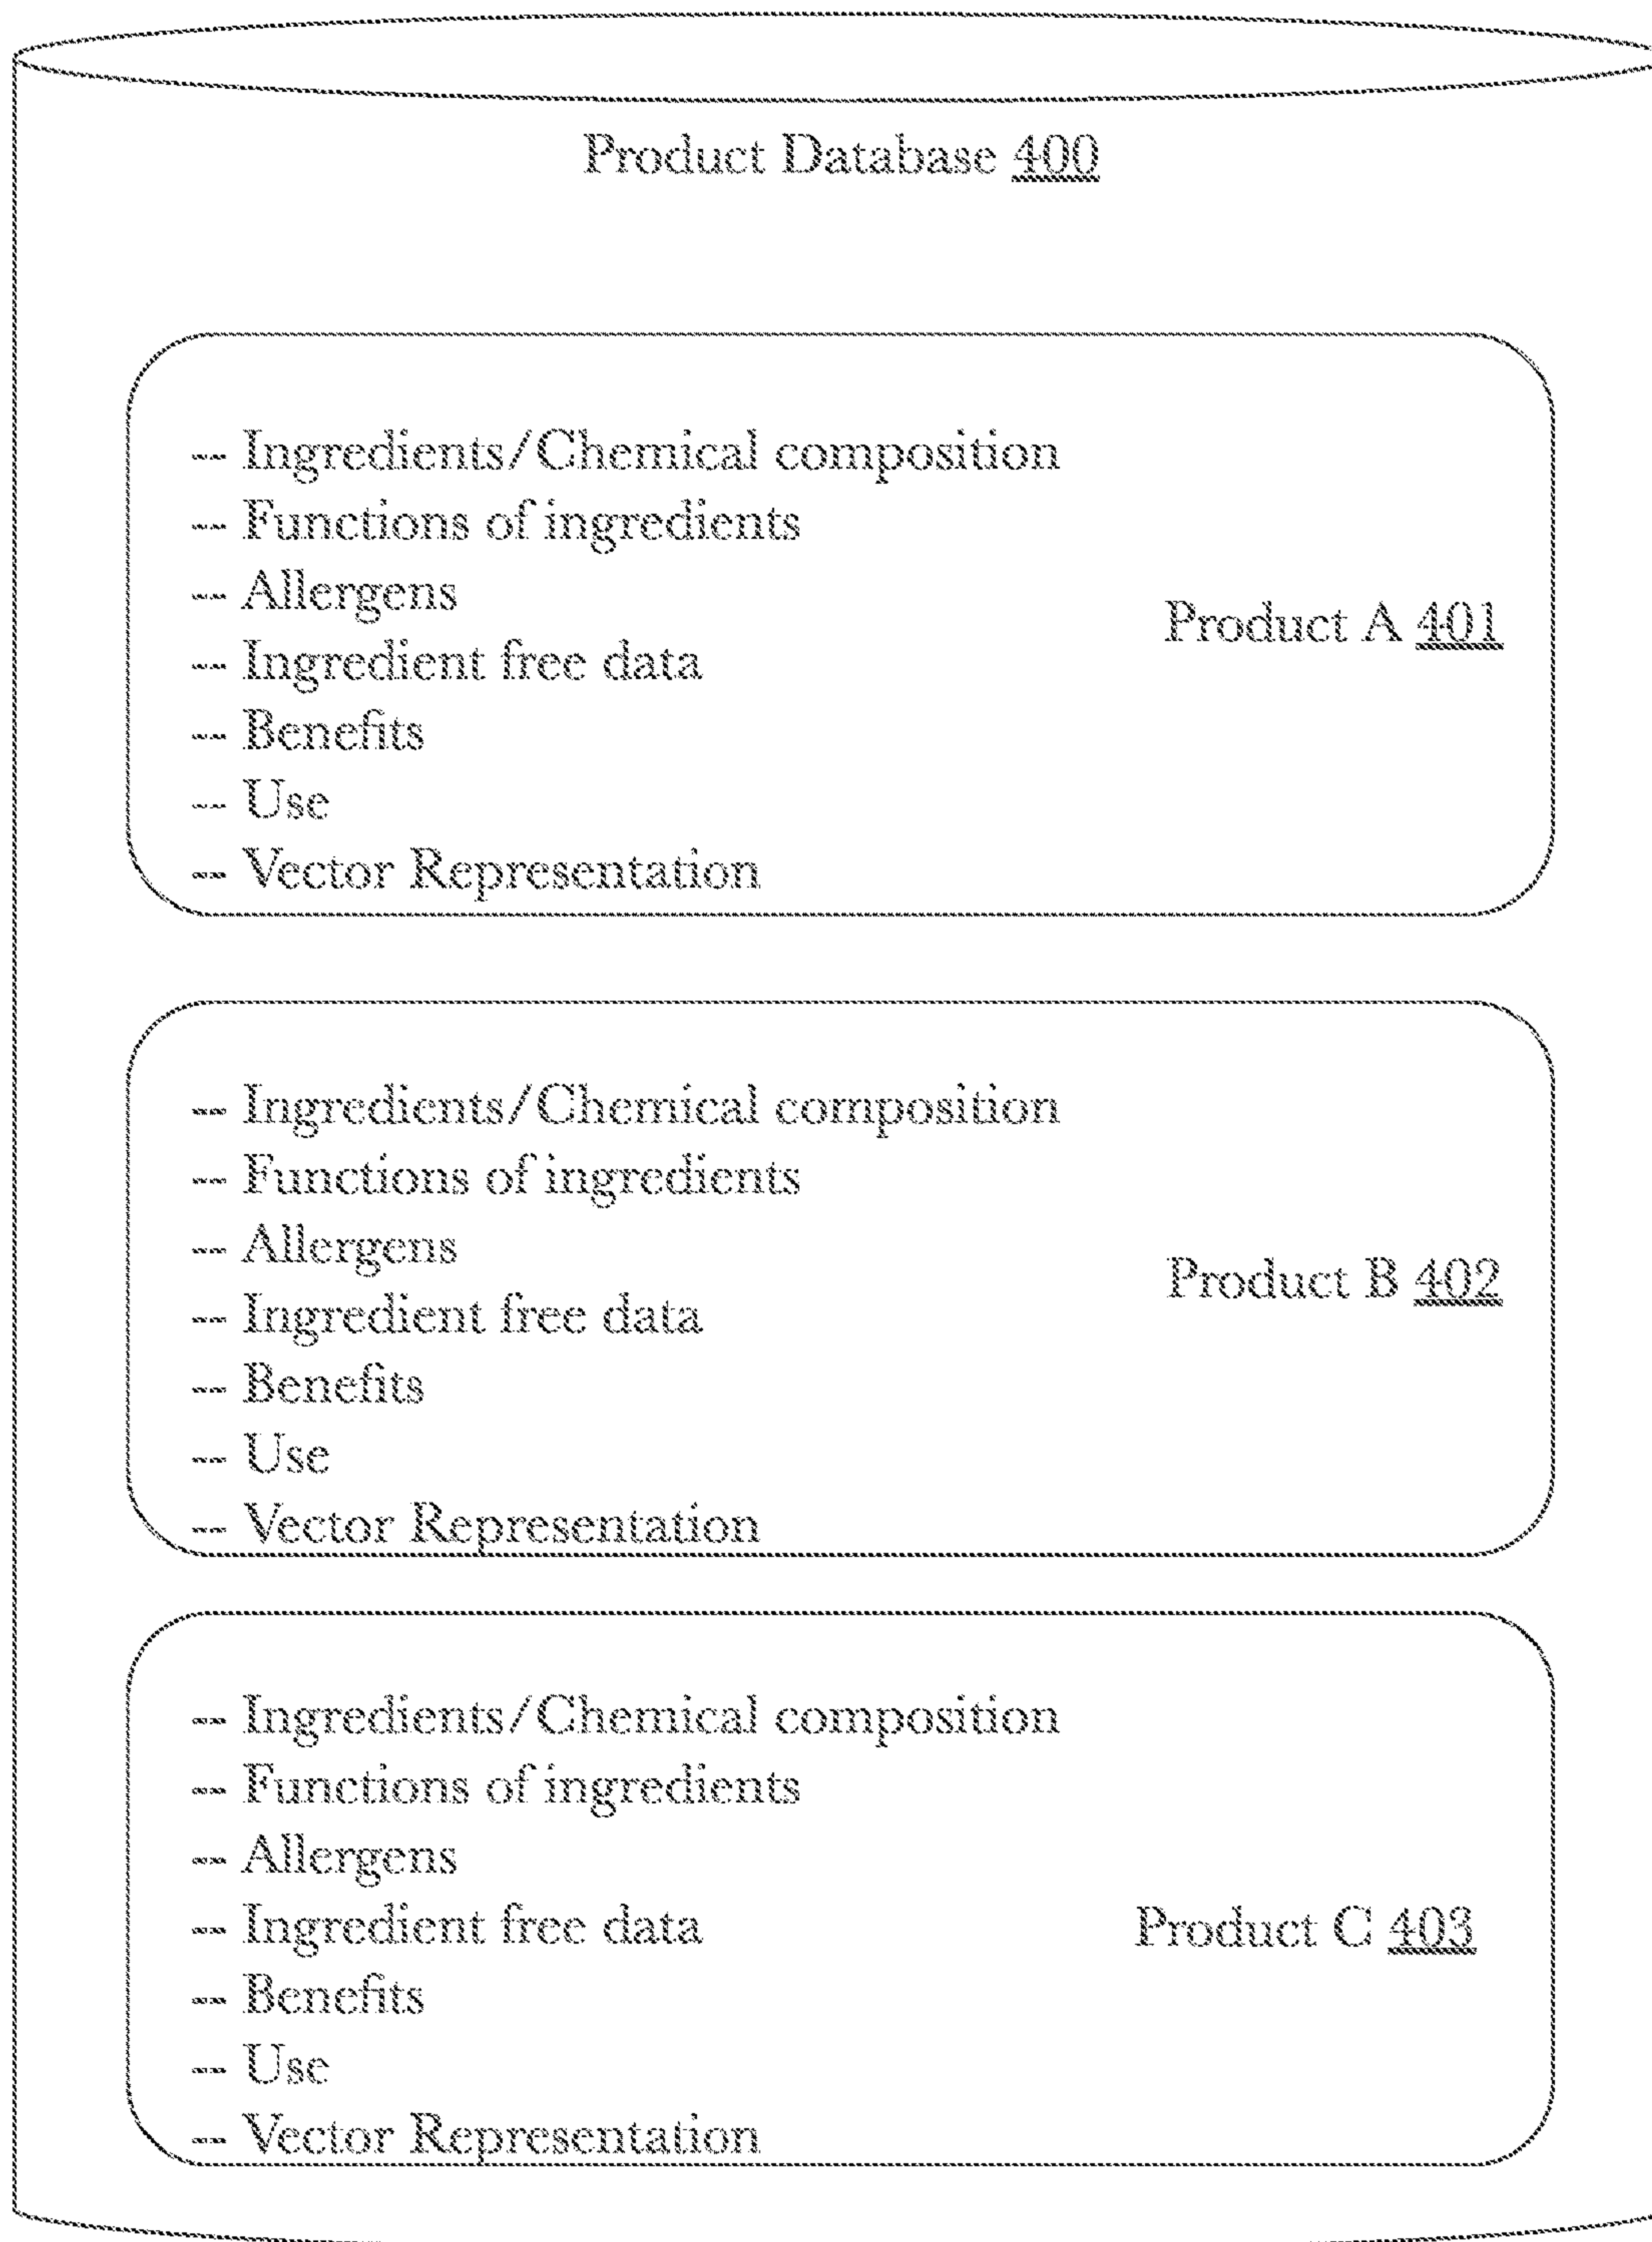 Product Database 400
-- Ingredients/Chemical composition
-- Functions of ingredients
-- Allergens
Product A 401
-- Ingredient free data
-- Benefits
-- Use
-- Vector Representation
-- Ingredients/Chemical composition
-- Functions of ingredients
-- Allergens
Product B 402
-- Ingredient free data
-- Benefits
-- Use
-- Vector Representation
-- Ingredients/Chemical composition
-- Functions of ingredients
-- Allergens
-- Ingredient free data
Product C 403
-- Benefits
-- Use
-- Vector Representation